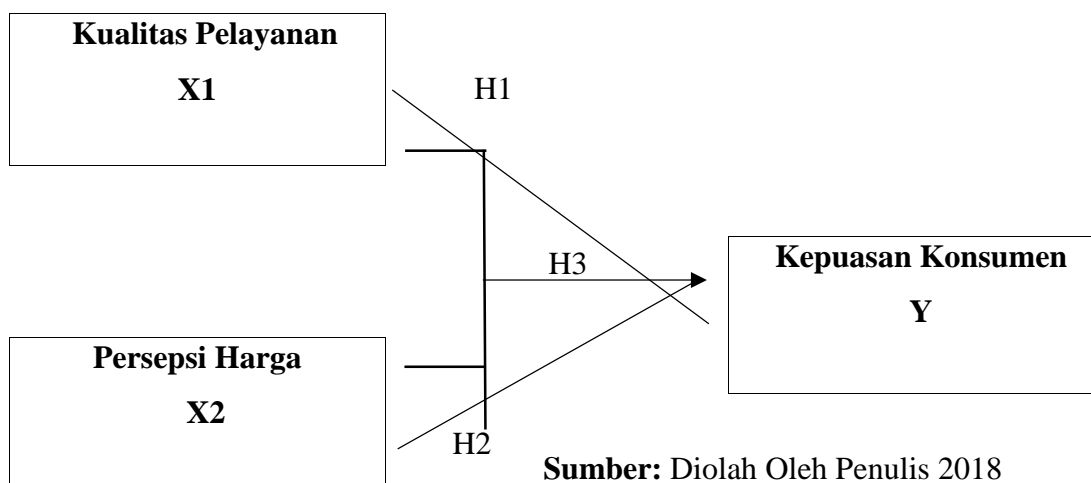 Kualitas Pelayanan
X1
H1
H3
Kepuasan Konsumen
Y
Persepsi Harga
X2
H2
Sumber: Diolah Oleh Penulis 2018